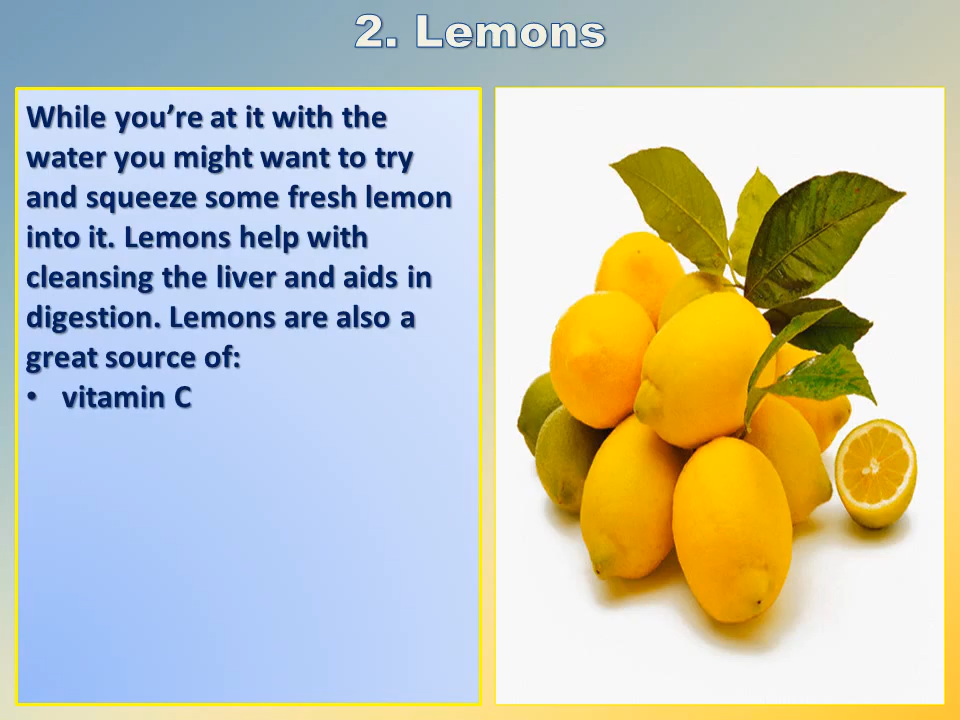 2. Lemons
While you’re at it with the
water you might want to try
and squeeze some fresh lemon
into it. Lemons help with
cleansing the liver and aids in
digestion. Lemons are also a
great source of:
• vitamin C